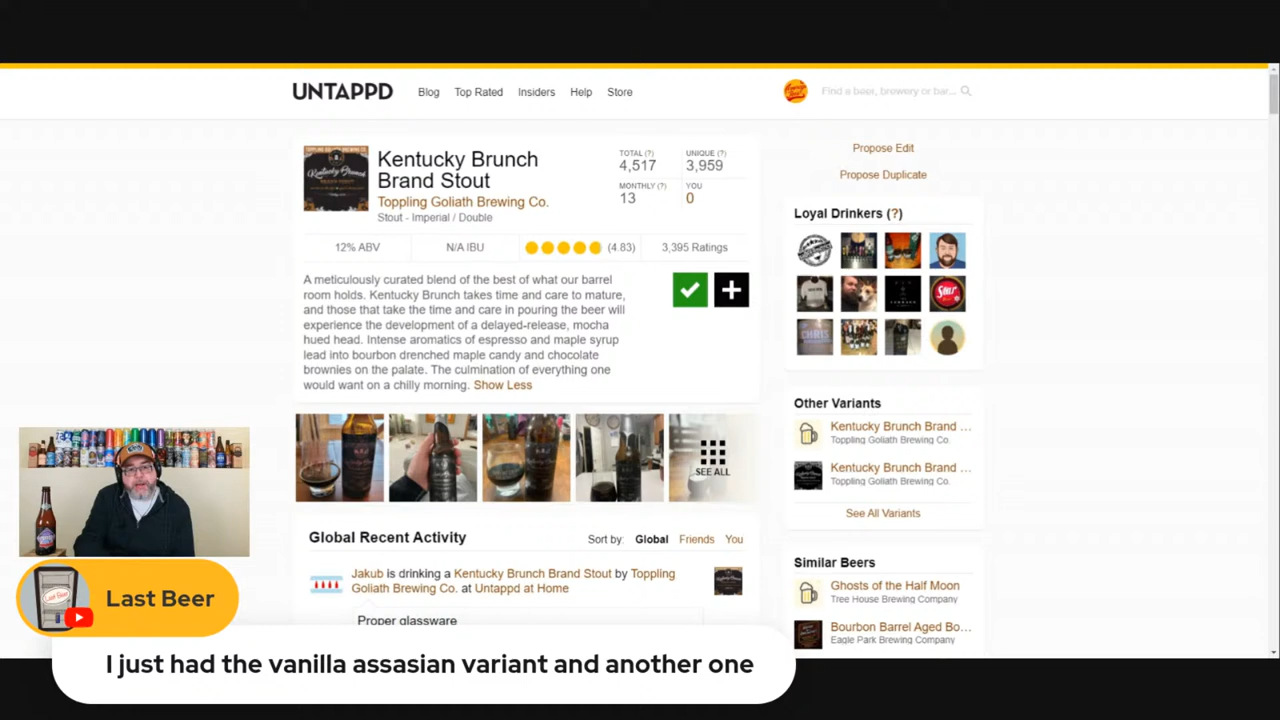 UNTAPPD
Blog Top Rated Insiders Help Store
Find a beer, brewery or bar...
Kentucky Brunch
Brand Stout
Toppling Goliath Brewing Co.
Stout - Imperial / Double
TOTAL (?) UNIQUE (?)
4,517 3,959
MONTHLY (?) YOU
13 0
12% ABV N/A IBU (4.83) 3,395 Ratings
A meticulously curated blend of the best of what our barrel
room holds. Kentucky Brunch takes time and care to mature,
and those that take the time and care in pouring the beer will
experience the development of a delayed-release, mocha
hued head. Intense aromatics of espresso and maple syrup
lead into bourbon drenched maple candy and chocolate
brownies on the palate. The culmination of everything one
would want on a chilly morning. Show Less
SEE ALL
Global Recent Activity
Sort by: Global Friends You
Jakub is drinking a Kentucky Brunch Brand Stout by Toppling
Goliath Brewing Co. at Untappd at Home
Proper glassware
Propose Edit
Propose Duplicate
Loyal Drinkers (?)
Star
CHRIS
Other Variants
Kentucky Brunch Brand ...
Toppling Goliath Brewing Co.
Kentucky Brunch Brand ...
Toppling Goliath Brewing Co.
See All Variants
Similar Beers
Ghosts of the Half Moon
Tree House Brewing Company
Bourbon Barrel Aged Bo...
Eagle Park Brewing Company
Last Beer
Last Beer
I just had the vanilla assasian variant and another one